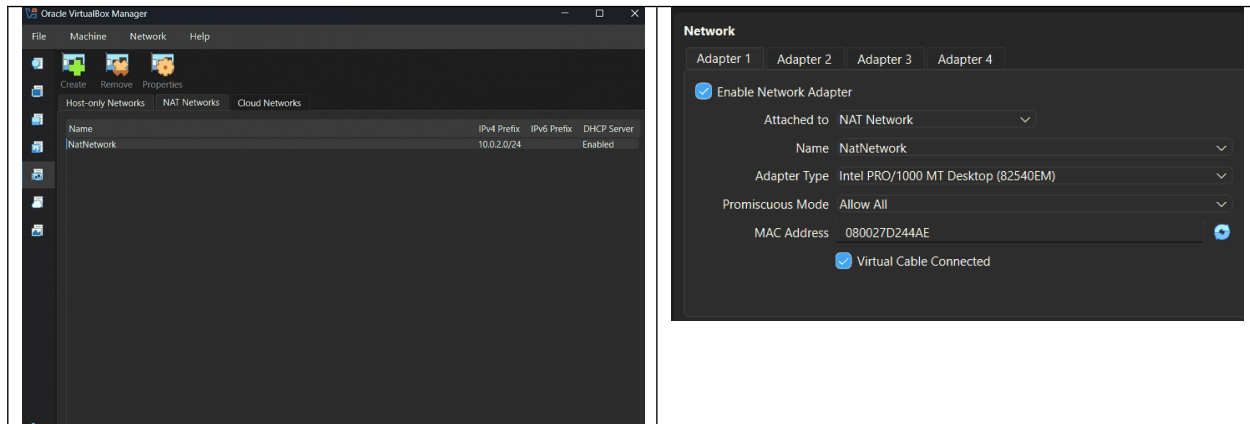 Oracle VirtualBox Manager
File Machine Network Help
Create Remove Properties
Host-only Networks NAT Networks Cloud Networks
Name IPv4 Prefix IPv6 Prefix DHCP Server
NatNetwork 10.0.2.0/24 Enabled
Network
Adapter 1 Adapter 2 Adapter 3 Adapter 4
Enable Network Adapter
Attached to NAT Network
Name NatNetwork
Adapter Type Intel PRO/1000 MT Desktop (82540EM)
Promiscuous Mode Allow All
MAC Address 080027D244AE
Virtual Cable Connected